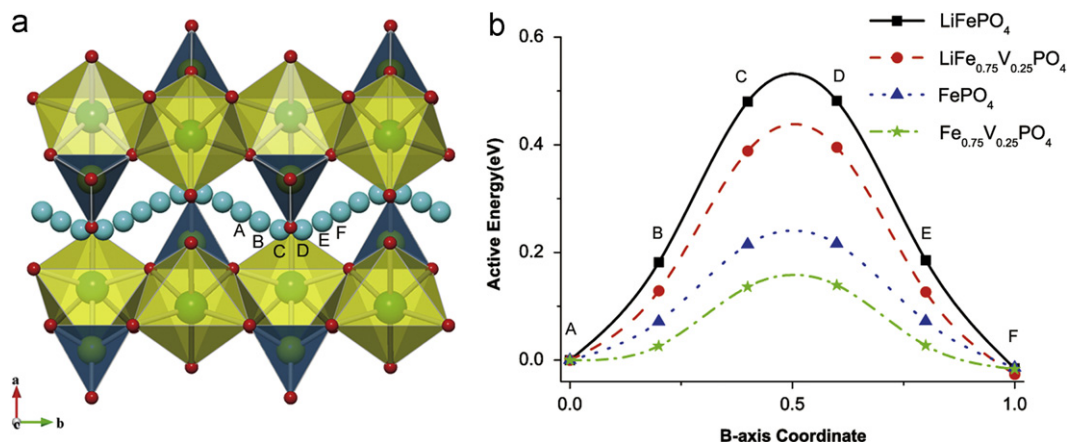 a
A
B
C
D
E
F
a
c
b
b
LiFePO₄
LiFe₀.₇₅V₀.₂₅PO₄
FePO₄
Fe₀.₇₅V₀.₂₅PO₄
Active Energy(eV)
0.6
0.4
0.2
0.0
A
B
C
D
E
F
0.0
0.5
1.0
B-axis Coordinate